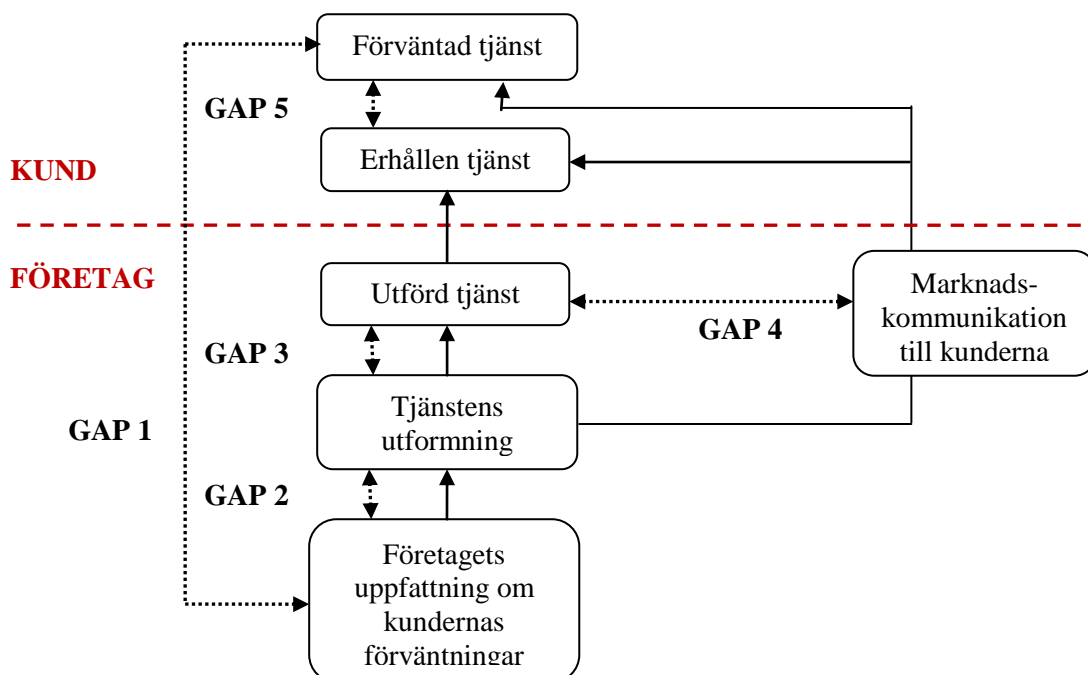 Förväntad tjänst
GAP 5
Erhållen tjänst
KUND
FÖRETAG
Utförd tjänst
Marknads-
kommunikation
till kunderna
GAP 4
GAP 3
Tjänstens
utformning
GAP 1
GAP 2
Företagets
uppfattning om
kundernas
förväntningar